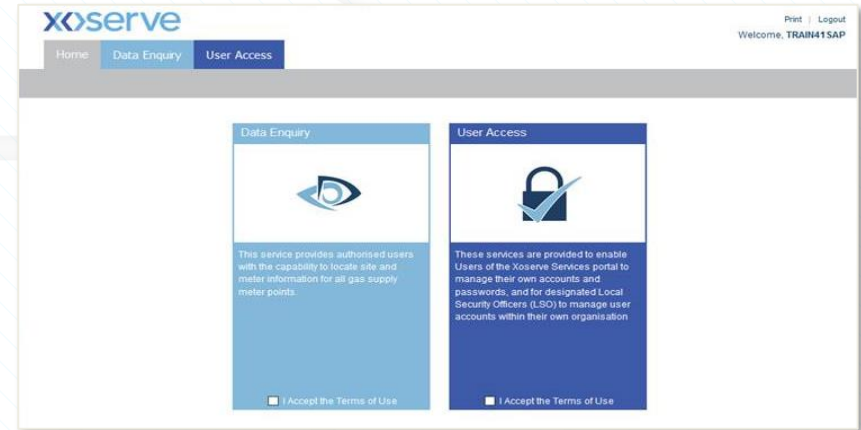 xoserve
Print | Logout
Welcome, TRAIN41SAP
Home Data Enquiry User Access
Data Enquiry
This service provides authorised users
with the capability to locate site and
meter information for all gas supply
meter points.
I Accept the Terms of Use
User Access
These services are provided to enable
Users of the Xoserve Services portal to
manage their own accounts and
passwords, and for designated Local
Security Officers (LSO) to manage user
accounts within their own organisation
I Accept the Terms of Use